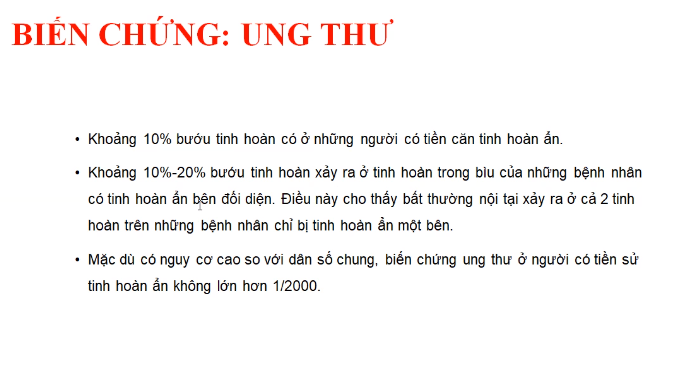 BIẾN CHỨNG: UNG THƯ
• Khoảng 10% bướu tinh hoàn có ở những người có tiền căn tinh hoàn ẩn.
• Khoảng 10%-20% bướu tinh hoàn xảy ra ở tinh hoàn trong bìu của những bệnh nhân
có tinh hoàn ẩn bên đối diện. Điều này cho thấy bất thường nội tại xảy ra ở cả 2 tinh
hoàn trên những bệnh nhân chỉ bị tinh hoàn ẩn một bên.
• Mặc dù có nguy cơ cao so với dân số chung, biến chứng ung thư ở người có tiền sử
tinh hoàn ẩn không lớn hơn 1/2000.